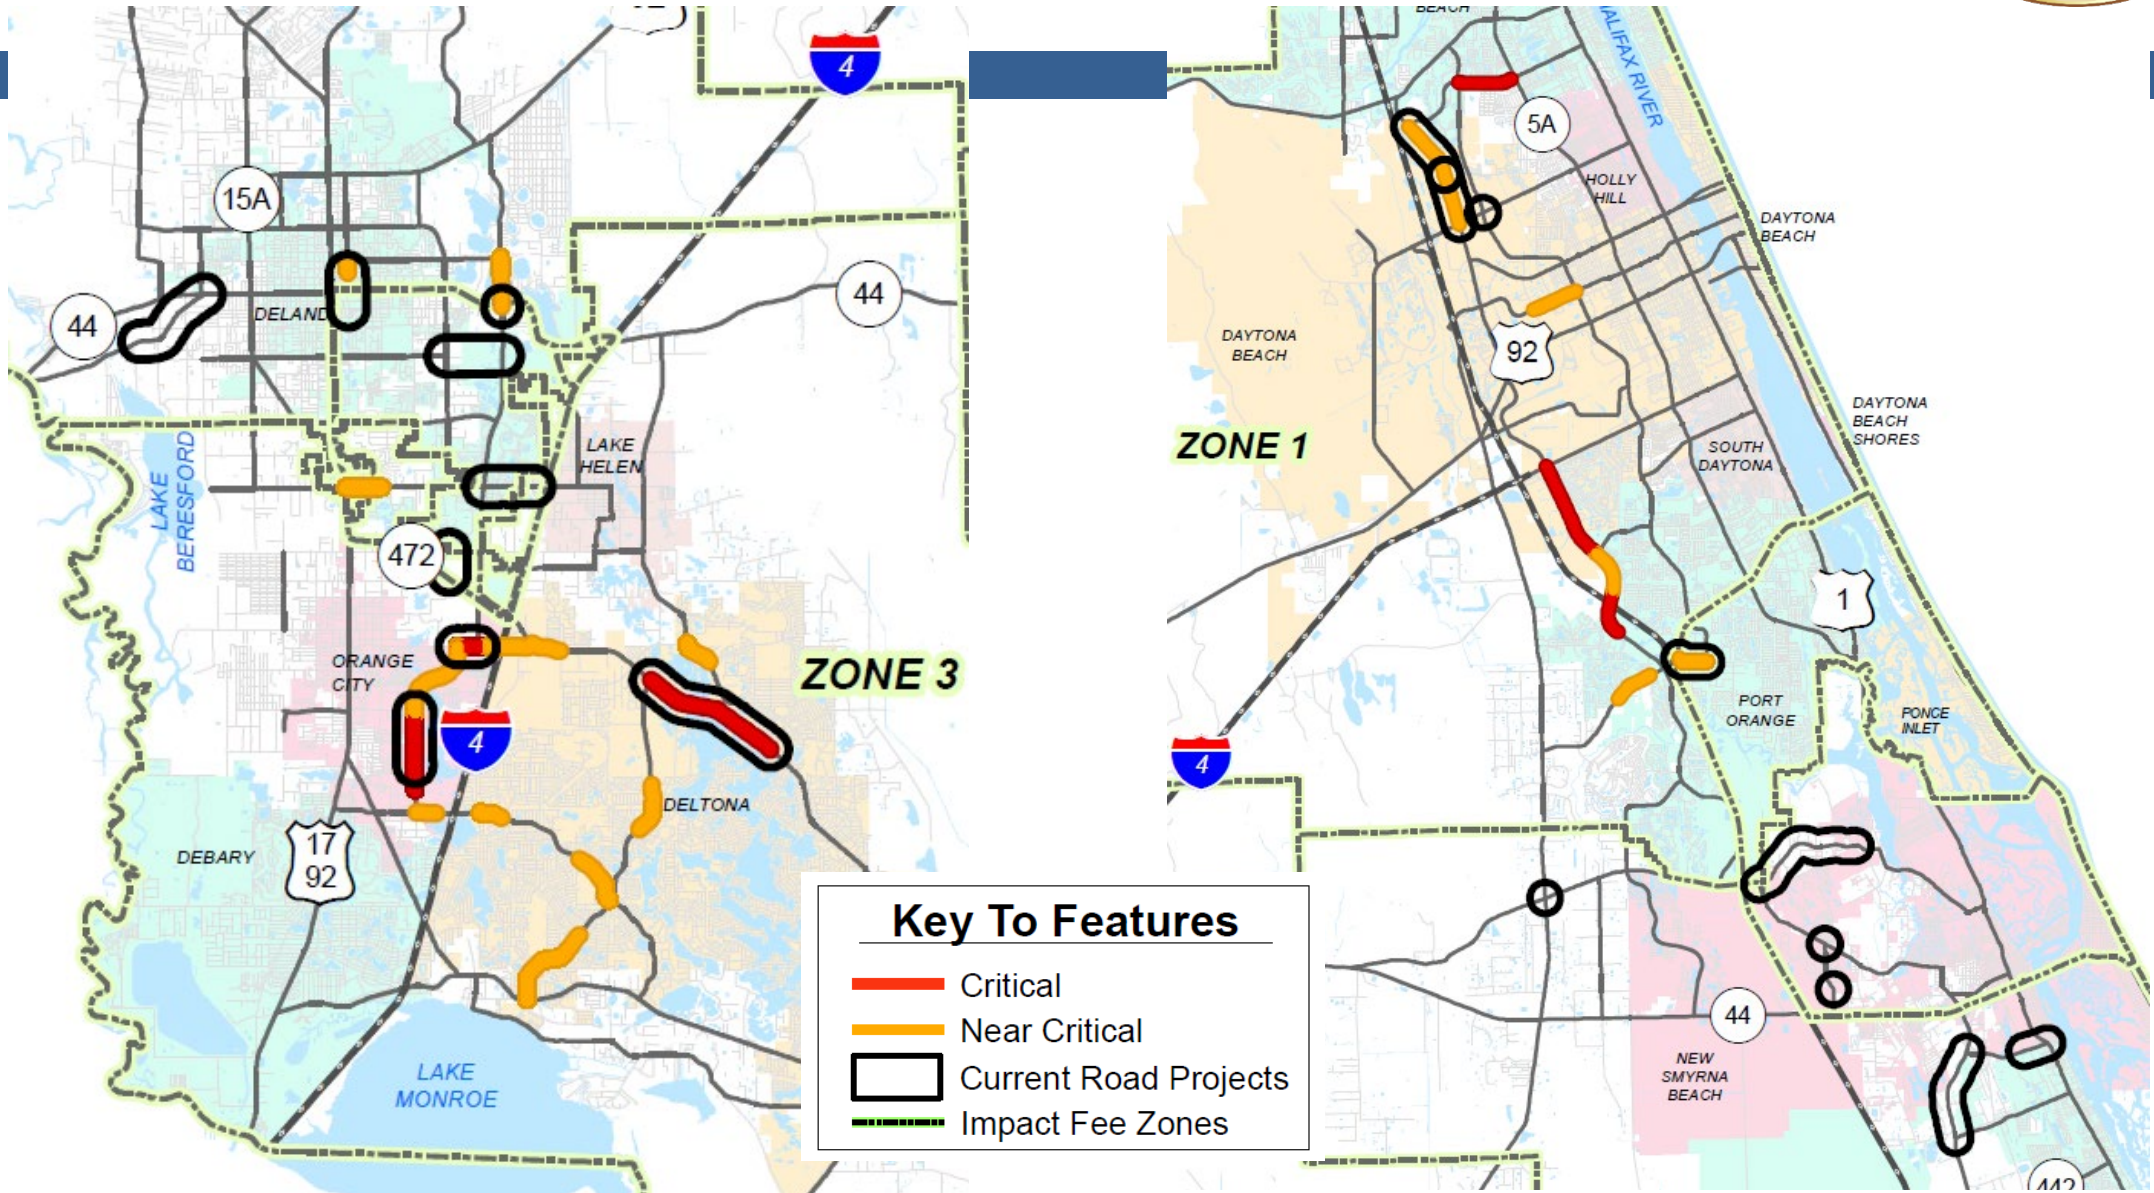 4
15A
44
44
DELAND
LAKE
HELEN
LAKE
BERESFORD
472
ORANGE
CITY
ZONE 3
4
DELTONA
DEBARY
17
92
LAKE
MONROE
BEACH
HALIFAX RIVER
5A
HOLLY
HILL
DAYTONA
BEACH
DAYTONA
BEACH
92
DAYTONA
BEACH
SHORES
ZONE 1
SOUTH
DAYTONA
1
PORT
ORANGE
PONCE
INLET
4
44
NEW
SMYRNA
BEACH
442
Key To Features
Critical
Near Critical
Current Road Projects
Impact Fee Zones